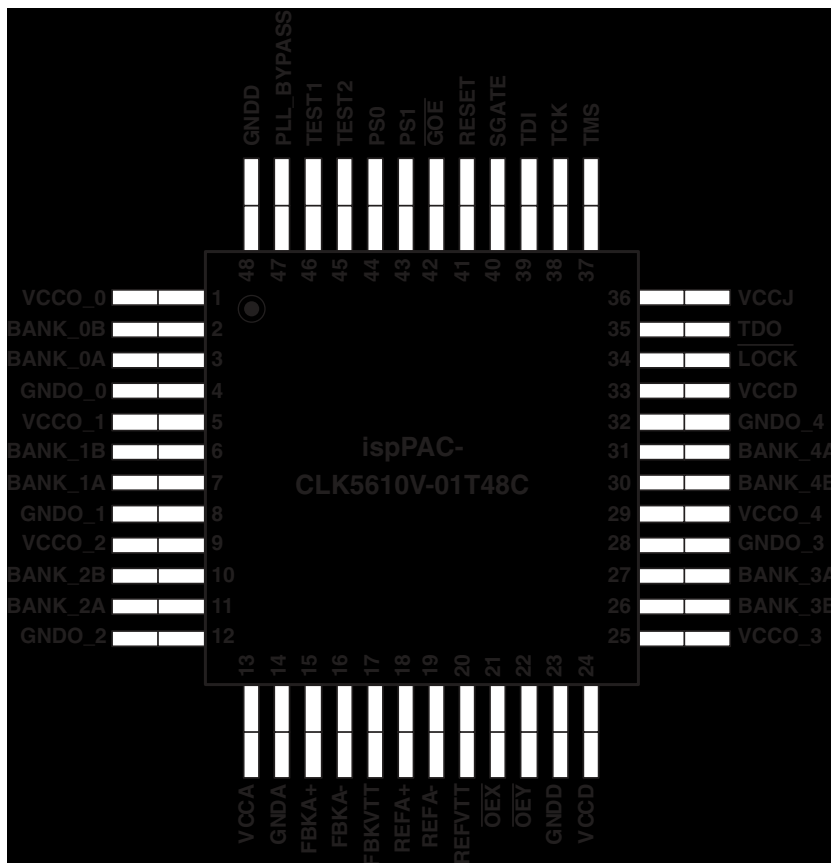 GNDD
PLL_BYPASS
TEST1
TEST2
PS0
PS1
GOE
RESET
SGATE
TDI
TCK
TMS
48
47
46
45
44
43
42
41
40
39
38
37
VCCO_0 1
BANK_0B 2
BANK_0A 3
GNDO_0 4
VCCO_1 5
BANK_1B 6
BANK_1A 7
GNDO_1 8
VCCO_2 9
BANK_2B 10
BANK_2A 11
GNDO_2 12
ispPAC-
CLK5610V-01T48C
36 VCCJ
35 TDO
34 LOCK
33 VCCD
32 GNDO_4
31 BANK_4A
30 BANK_4B
29 VCCO_4
28 GNDO_3
27 BANK_3A
26 BANK_3B
25 VCCO_3
13
14
15
16
17
18
19
20
21
22
23
24
VCCA
GNDA
FBKA+
FBKA-
FBKVTT
REFA+
REFA-
REFVTT
OEX
OEY
GNDD
VCCD